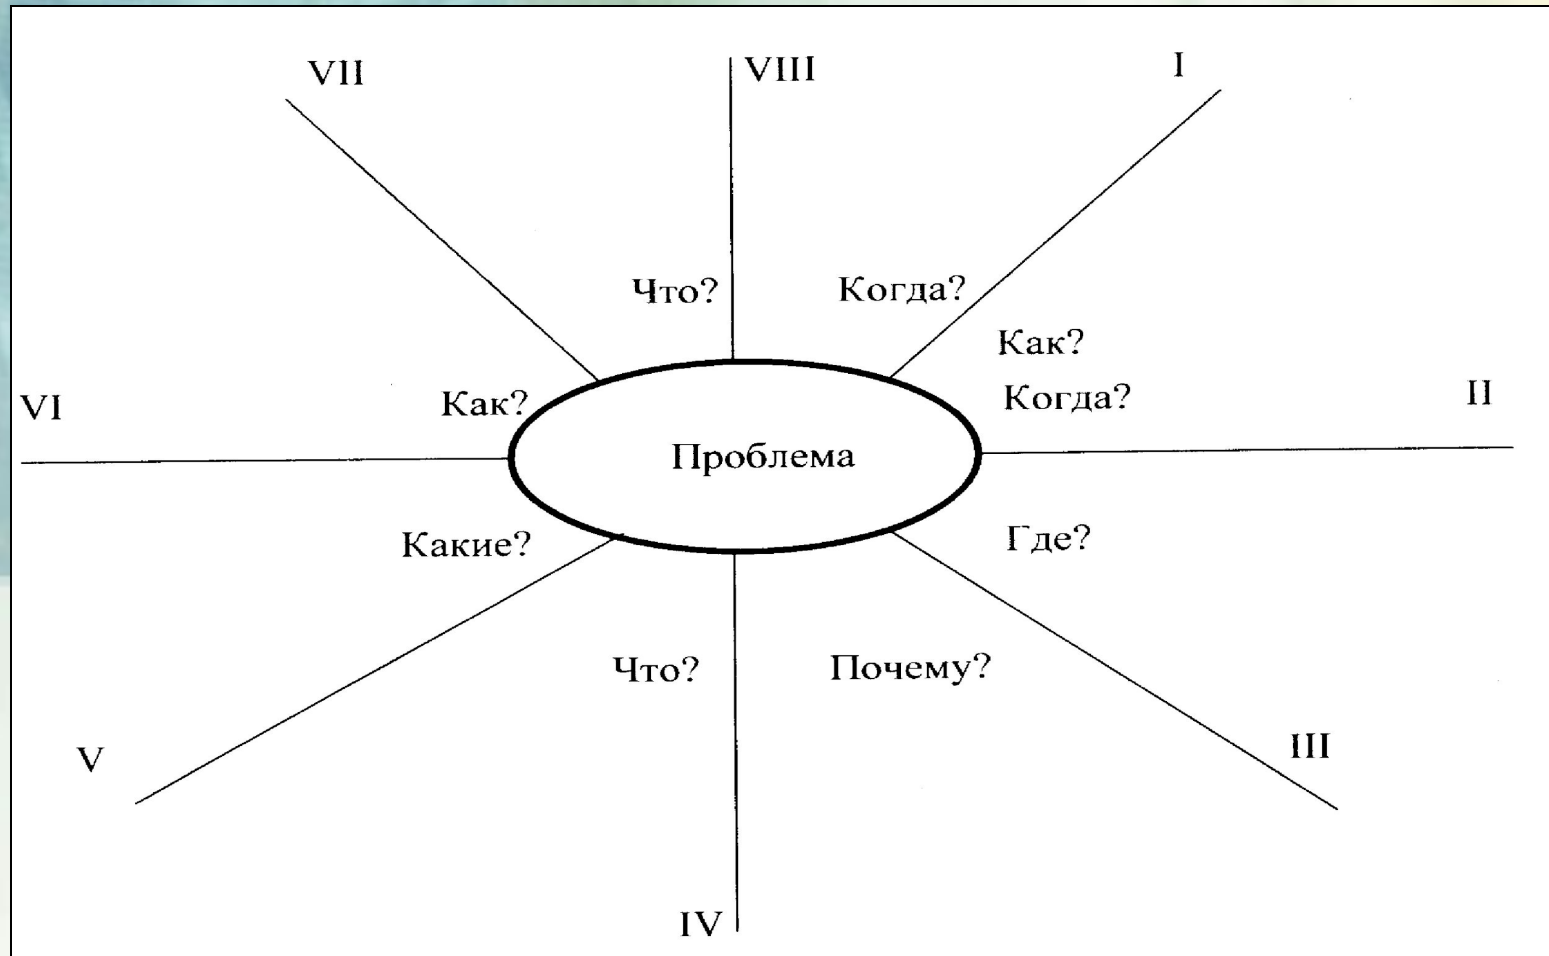 VII
VIII
I
Что?
Когда?
Как?
Когда?
VI
Как?
II
Проблема
Какие?
Где?
Что?
Почему?
V
III
IV